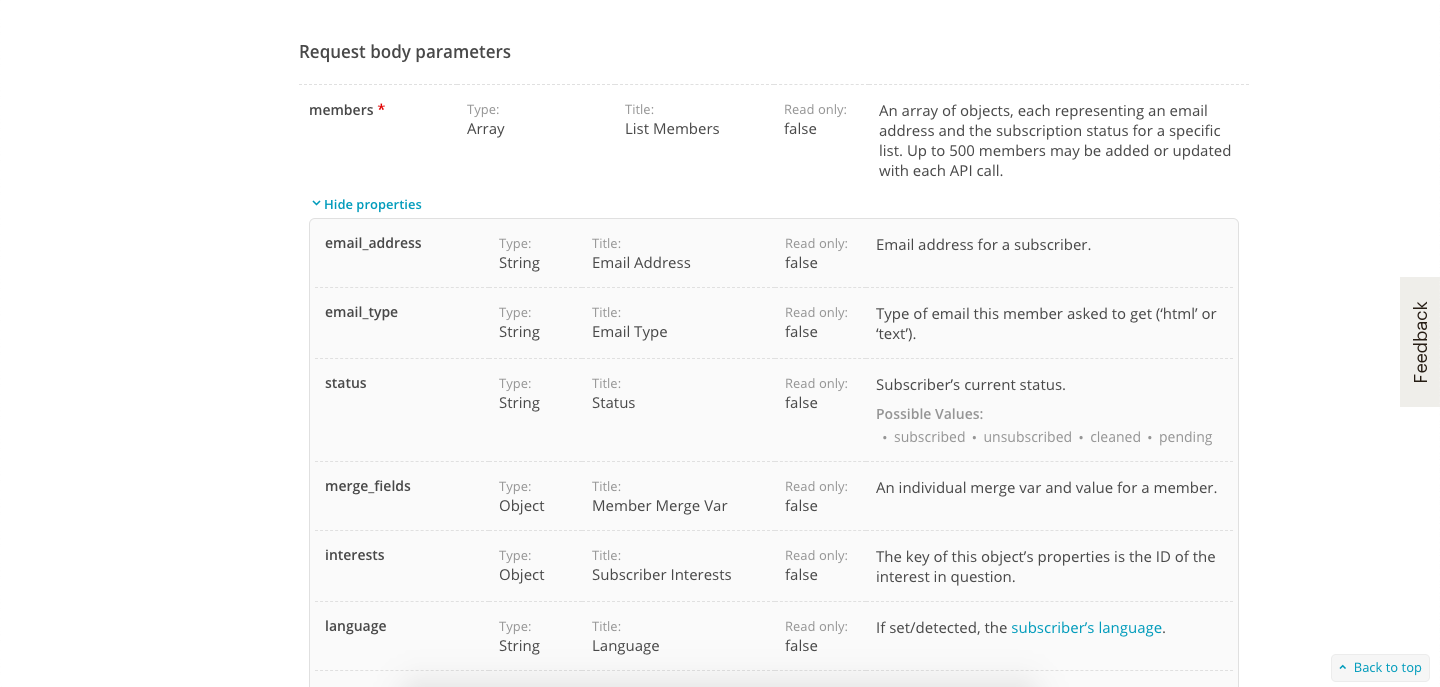 Request body parameters
members * Type: Title: Read only: An array of objects, each representing an email
Array List Members false address and the subscription status for a specific
list. Up to 500 members may be added or updated
with each API call.
Hide properties
email_address Type: Title: Read only: Email address for a subscriber.
String Email Address false
email_type Type: Title: Read only: Type of email this member asked to get (‘html’ or
String Email Type false ‘text’).
status Type: Title: Read only: Subscriber’s current status.
String Status false
Possible Values:
• subscribed • unsubscribed • cleaned • pending
merge_fields Type: Title: Read only: An individual merge var and value for a member.
Object Member Merge Var false
interests Type: Title: Read only: The key of this object’s properties is the ID of the
Object Subscriber Interests false interest in question.
language Type: Title: Read only: If set/detected, the subscriber’s language.
String Language false
Feedback
Back to top